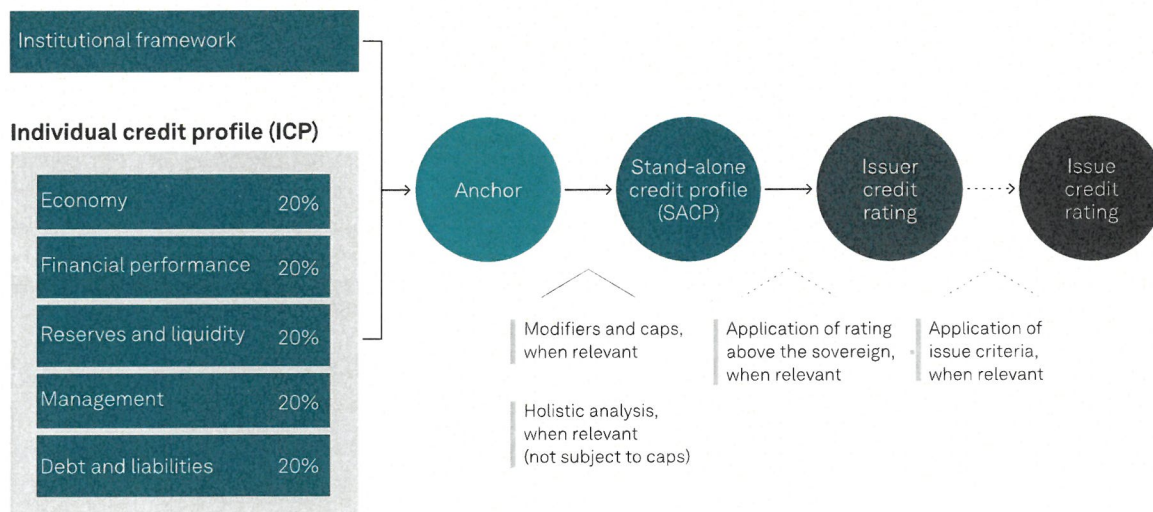 Institutional framework
Individual credit profile (ICP)
Economy 20%
Financial performance 20%
Reserves and liquidity 20%
Management 20%
Debt and liabilities 20%
Anchor
Stand-alone
credit profile
(SACP)
Issuer
credit
rating
Issue
credit
rating
Modifiers and caps,
when relevant
Holistic analysis,
when relevant
(not subject to caps)
Application of rating
above the sovereign,
when relevant
Application of
issue criteria,
when relevant